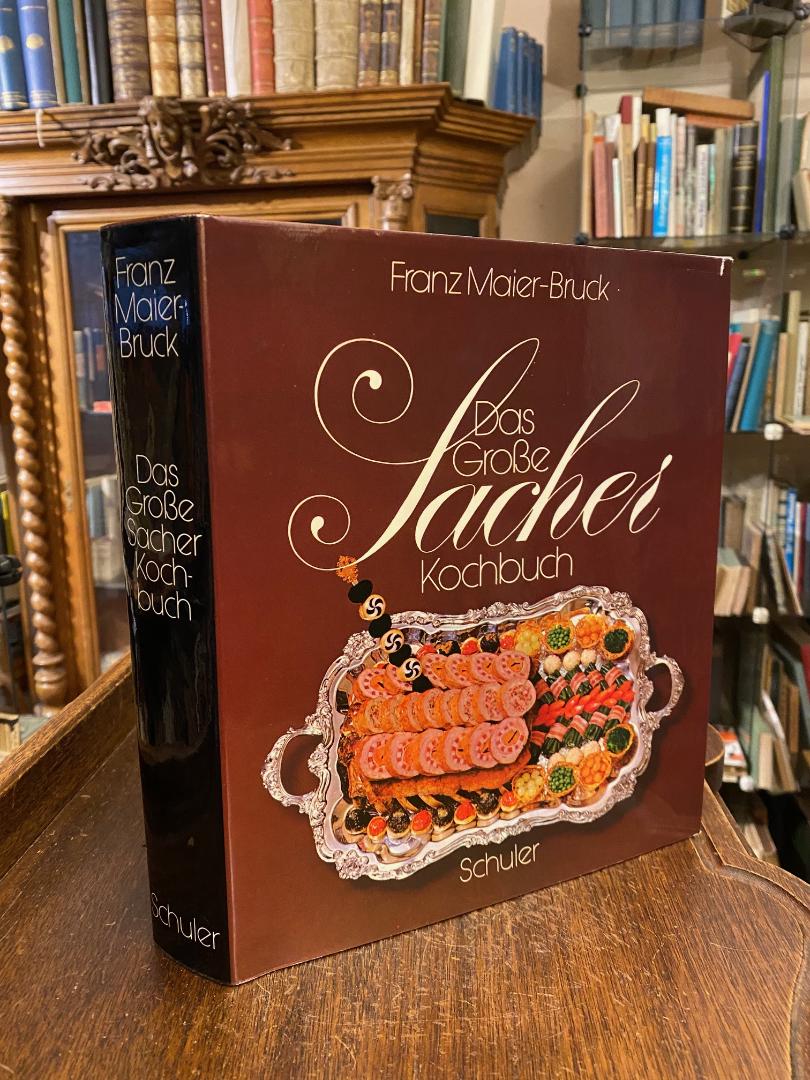 Franz
Maier-
Bruck
Das
Große
Sacher
Koch-
buch
Schuler
Franz Maier-Bruck
Das
Große
Sacher
Kochbuch
Schuler